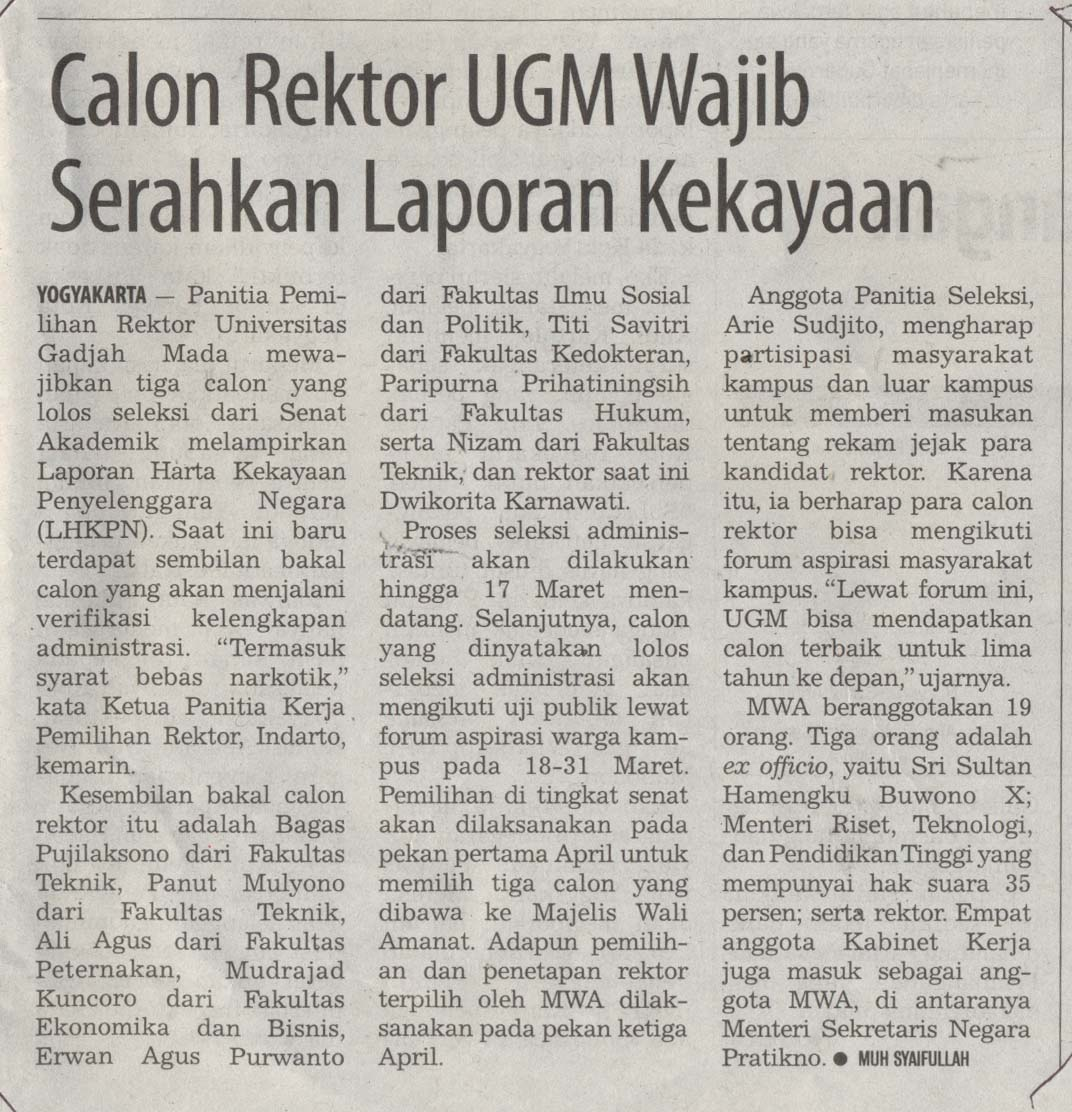 Calon Rektor UGM Wajib
Serahkan Laporan Kekayaan
YOGYAKARTA — Panitia Pemi-
lihan Rektor Universitas
Gadjah Mada mewa-
jibkan tiga calon yang
lolos seleksi dari Senat
Akademik melampirkan
Laporan Harta Kekayaan
Penyelenggara Negara
(LHKPN). Saat ini baru
terdapat sembilan bakal
calon yang akan menjalani
verifikasi kelengkapan
administrasi. “Termasuk
syarat bebas narkotik,”
kata Ketua Panitia Kerja
Pemilihan Rektor, Indarto,
kemarin.
Kesembilan bakal calon
rektor itu adalah Bagas
Pujilaksono dari Fakultas
Teknik, Panut Mulyono
dari Fakultas Teknik,
Ali Agus dari Fakultas
Peternakan, Mudrajad
Kuncoro dari Fakultas
Ekonomika dan Bisnis,
Erwan Agus Purwanto
dari Fakultas Ilmu Sosial
dan Politik, Titi Savitri
dari Fakultas Kedokteran,
Paripurna Prihatiningsih
dari Fakultas Hukum,
serta Nizam dari Fakultas
Teknik, dan rektor saat ini
Dwikorita Karnawati.
Proses seleksi adminis-
trasi akan dilakukan
hingga 17 Maret men-
datang. Selanjutnya, calon
yang dinyatakan lolos
seleksi administrasi akan
mengikuti uji publik lewat
forum aspirasi warga kam-
pus pada 18-31 Maret.
Pemilihan di tingkat senat
akan dilaksanakan pada
pekan pertama April untuk
memilih tiga calon yang
dibawa ke Majelis Wali
Amanat. Adapun pemilih-
an dan penetapan rektor
terpilih oleh MWA dilak-
sanakan pada pekan ketiga
April.
Anggota Panitia Seleksi,
Arie Sudjito, mengharap
partisipasi masyarakat
kampus dan luar kampus
untuk memberi masukan
tentang rekam jejak para
kandidat rektor. Karena
itu, ia berharap para calon
rektor bisa mengikuti
forum aspirasi masyarakat
kampus. “Lewat forum ini,
UGM bisa mendapatkan
calon terbaik untuk lima
tahun ke depan,” ujarnya.
MWA beranggotakan 19
orang. Tiga orang adalah
ex officio, yaitu Sri Sultan
Hamengku Buwono X;
Menteri Riset, Teknologi,
dan Pendidikan Tinggi yang
mempunyai hak suara 35
persen; serta rektor. Empat
anggota Kabinet Kerja
juga masuk sebagai ang-
gota MWA, di antaranya
Menteri Sekretaris Negara
Pratikno. ● MUH SYAIFULLAH